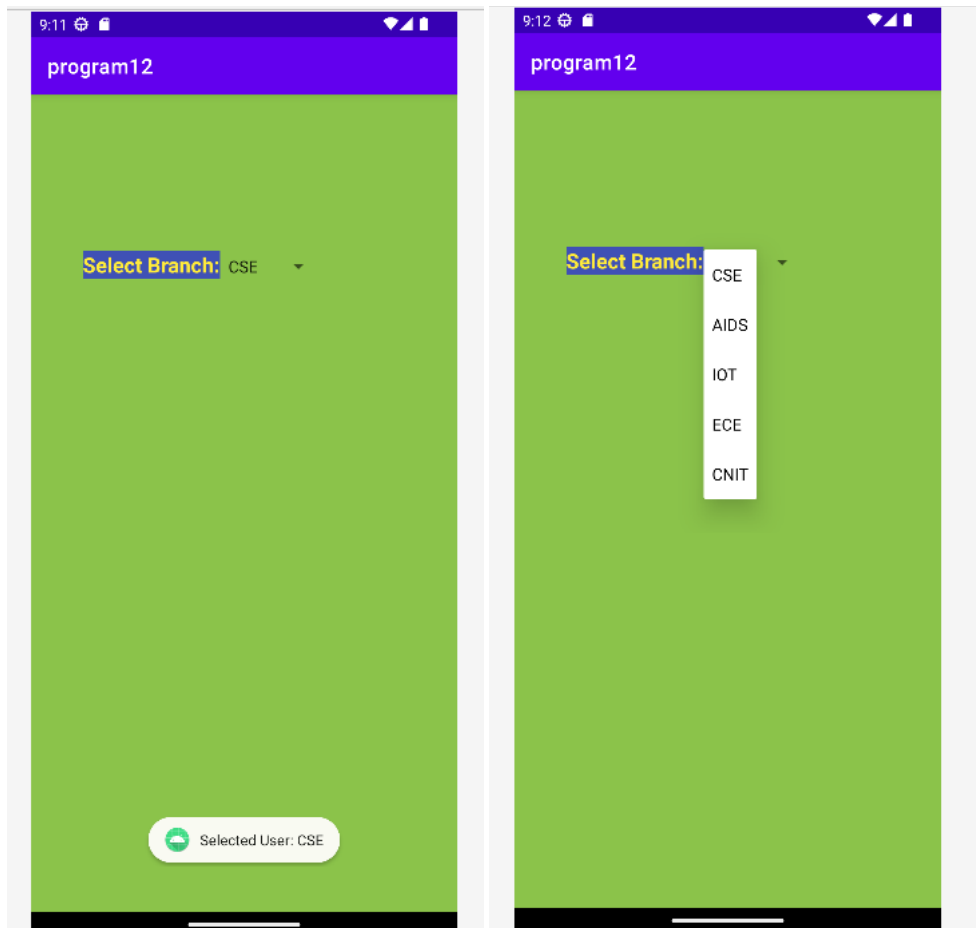 9:11
program12
Select Branch: CSE
Selected User: CSE
9:12
program12
Select Branch:
CSE
AIDS
IOT
ECE
CNIT